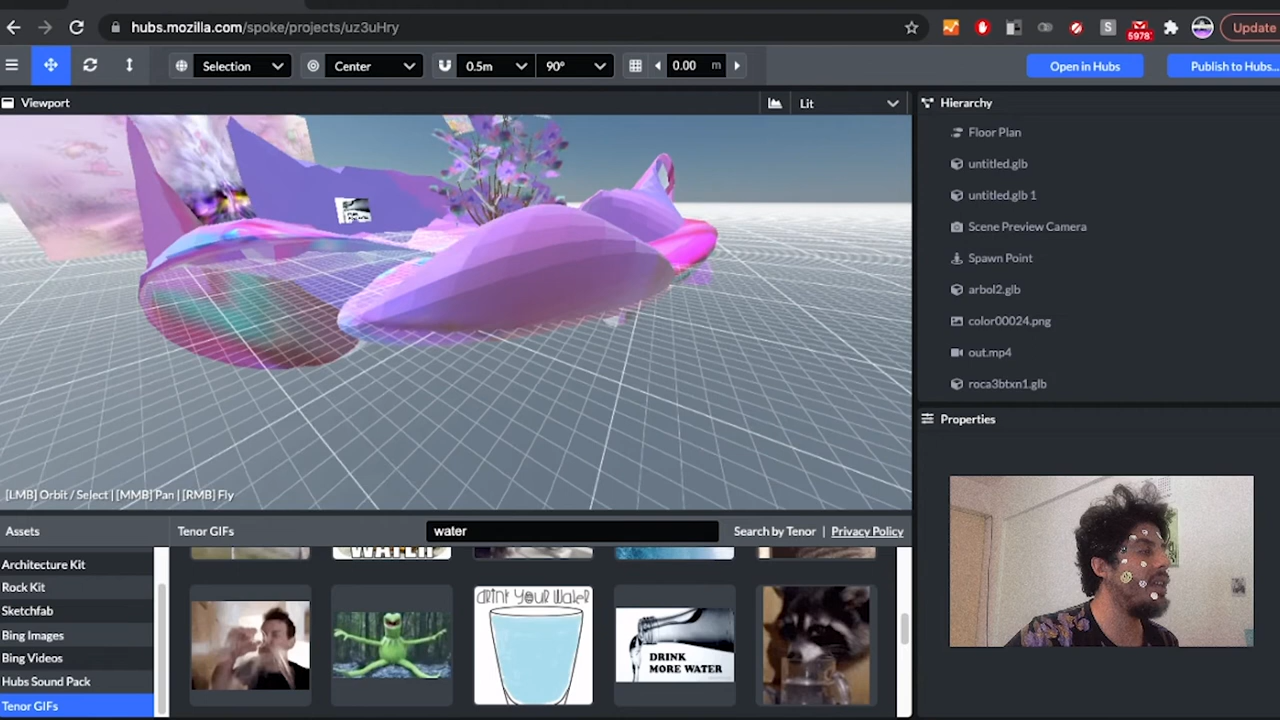 hubs.mozilla.com/spoke/projects/uz3uHry
S
5978
Update
Selection
Center
0.5m
90°
0.00 m
Open in Hubs
Publish to Hubs...
Viewport
Lit
Hierarchy
Floor Plan
untitled.glb
untitled.glb 1
Scene Preview Camera
Spawn Point
arbol2.glb
color00024.png
out.mp4
roca3btxn1.glb
Properties
[LMB] Orbit / Select | [MMB] Pan | [RMB] Fly
Assets
Tenor GIFs
water
Search by Tenor | Privacy Policy
Architecture Kit
Rock Kit
Sketchfab
Bing Images
Bing Videos
Hubs Sound Pack
Tenor GIFs
WATER
drink Your Water
DRINK
MORE WATER